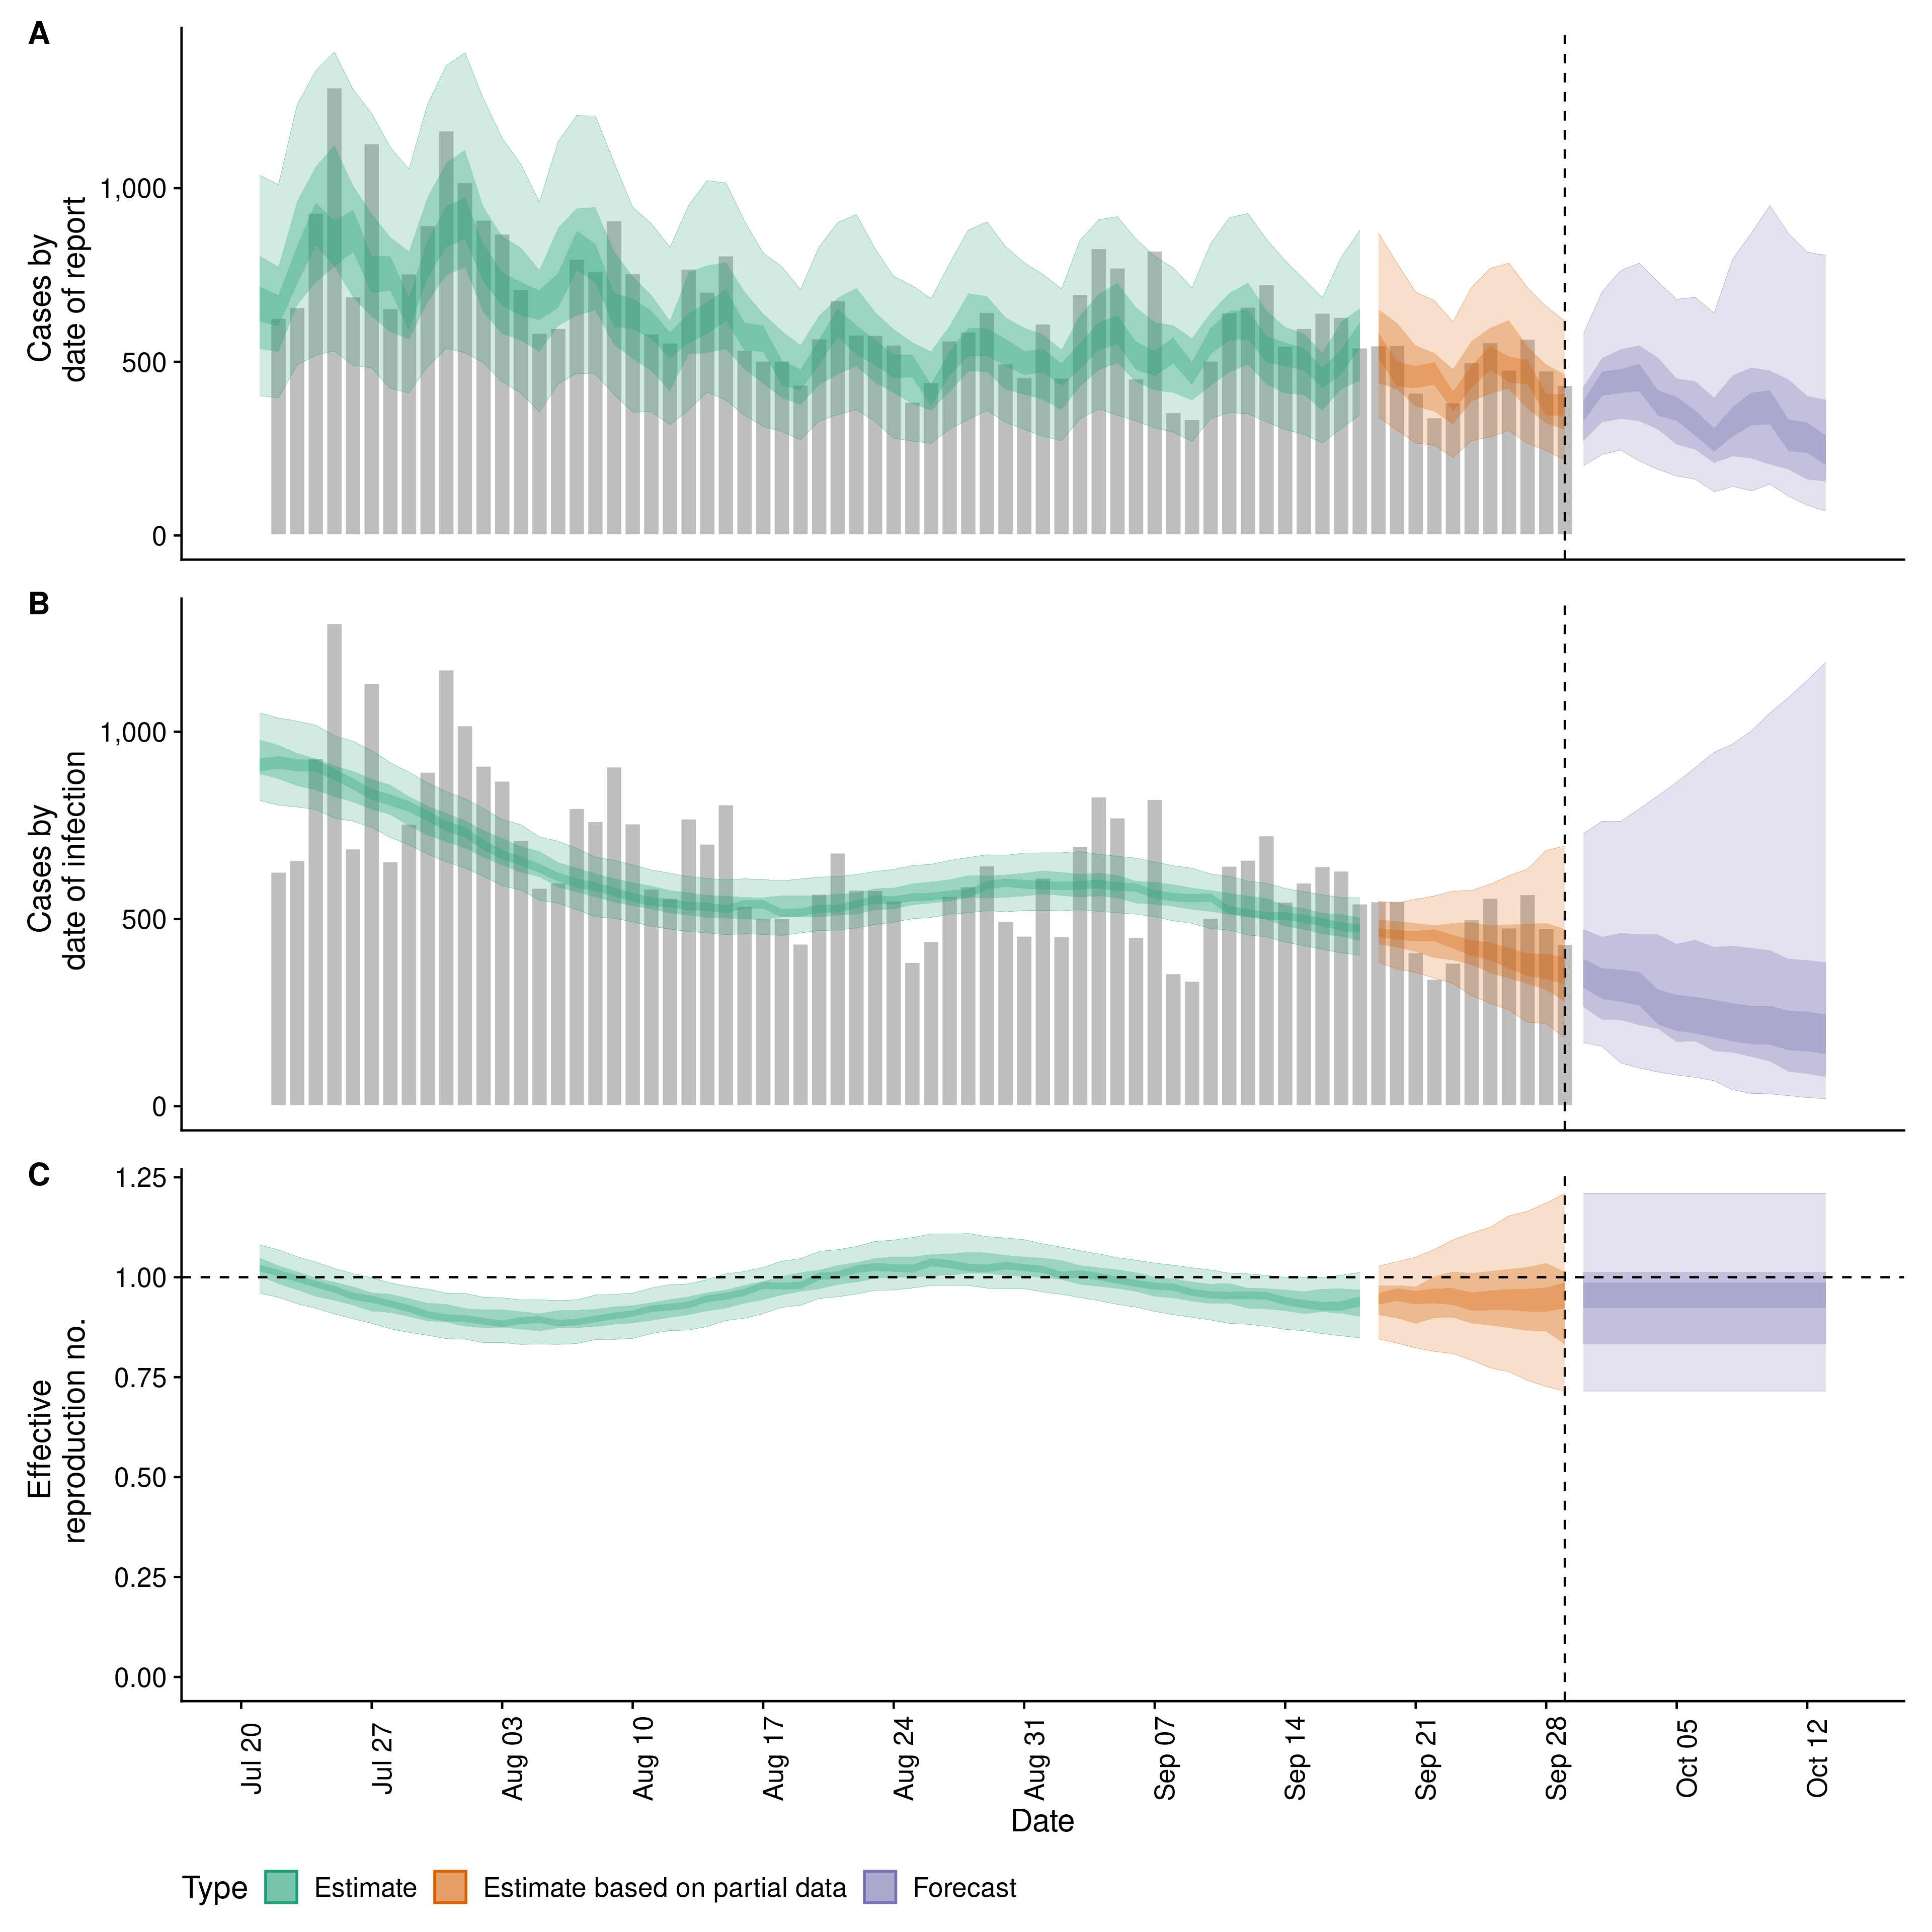 A
Cases by
date of report
1,000
500
0
B
Cases by
date of infection
1,000
500
0
C
Effective
reproduction no.
1.25
1.00
0.75
0.50
0.25
0.00
Jul 20
Jul 27
Aug 03
Aug 10
Aug 17
Aug 24
Aug 31
Sep 07
Sep 14
Sep 21
Sep 28
Oct 05
Oct 12
Date
Type Estimate Estimate based on partial data Forecast